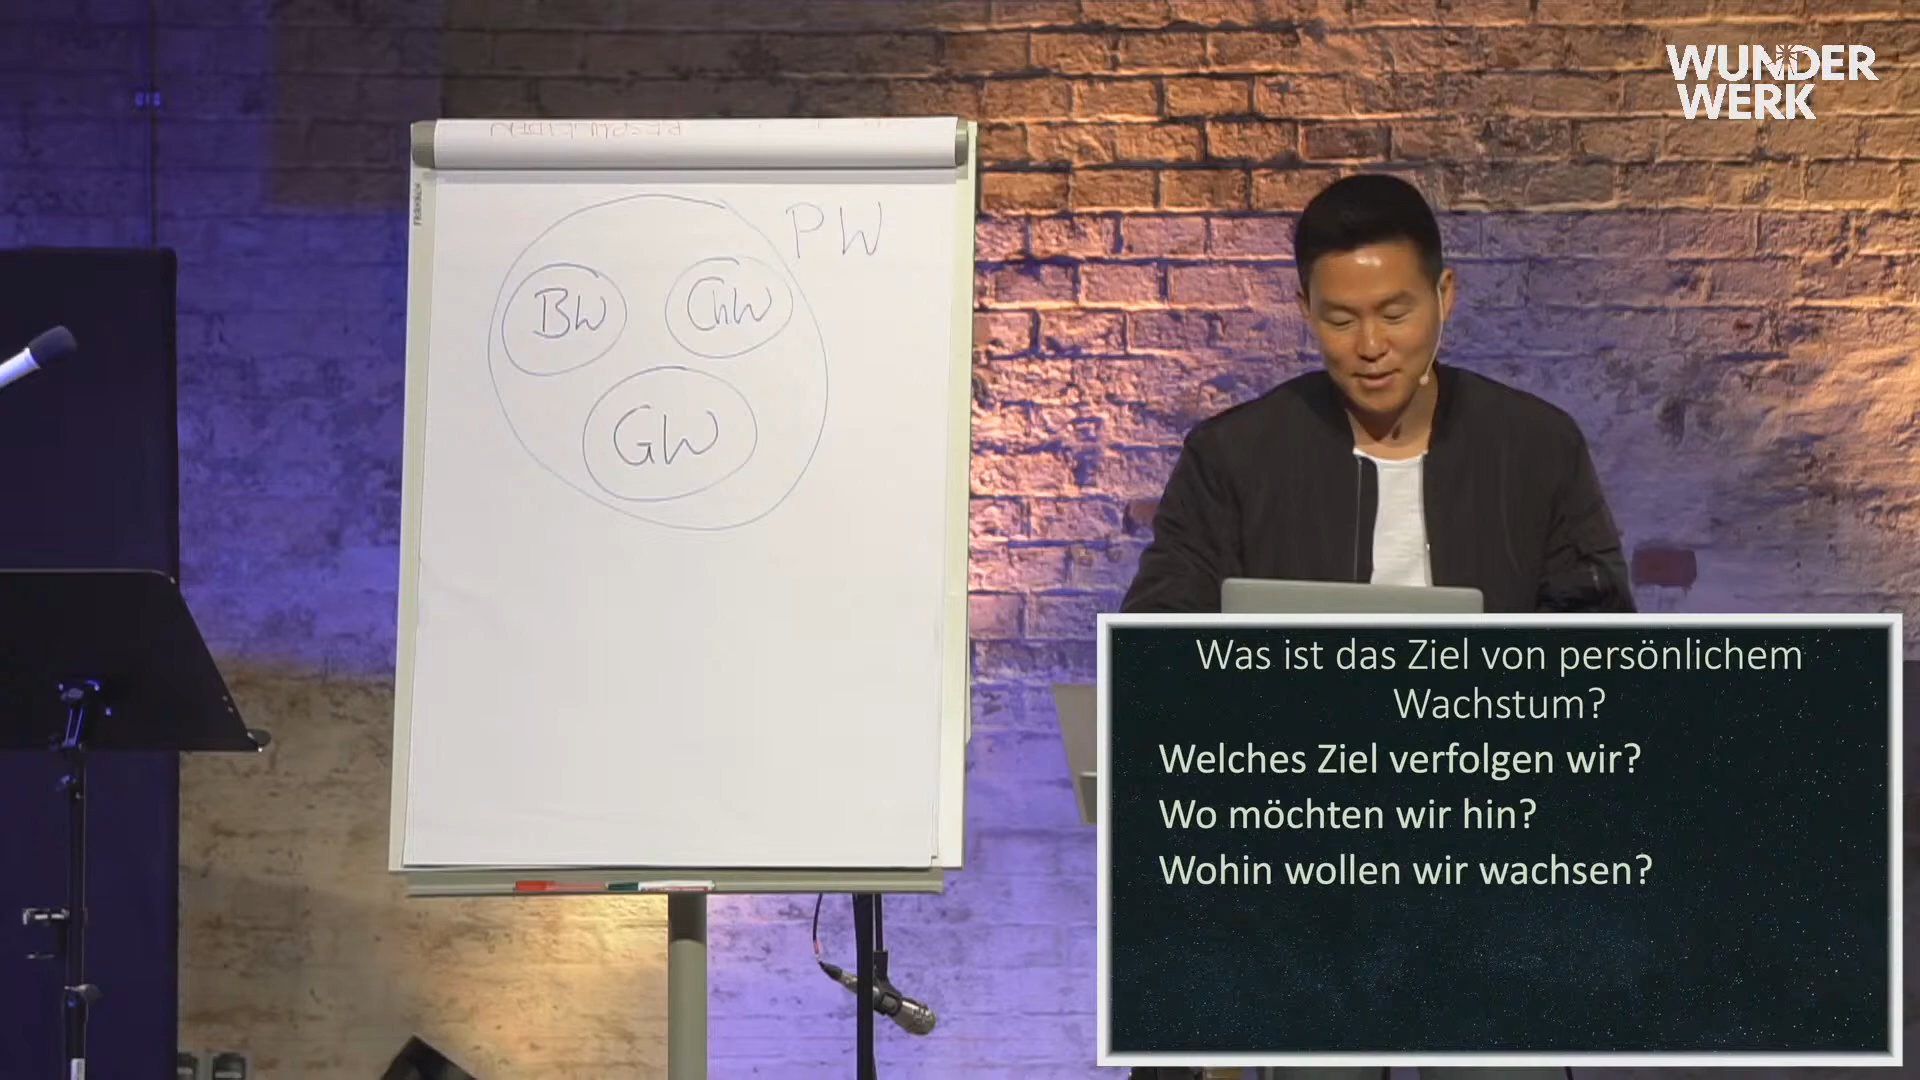 WUNDER
WERK
PW
BW
ChW
GW
Was ist das Ziel von persönlichem
Wachstum?
Welches Ziel verfolgen wir?
Wo möchten wir hin?
Wohin wollen wir wachsen?